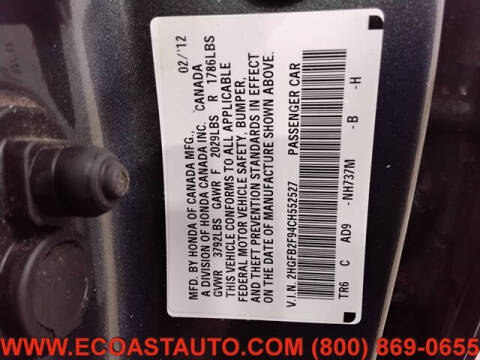 MFD. BY HONDA OF CANADA MFG., 02/'12
A DIVISION OF HONDA CANADA INC. CANADA
GVWR 3792LBS GAWR F 2029LBS R 1786LBS
THIS VEHICLE CONFORMS TO ALL APPLICABLE
FEDERAL MOTOR VEHICLE SAFETY, BUMPER,
AND THEFT PREVENTION STANDARDS IN EFFECT
ON THE DATE OF MANUFACTURE SHOWN ABOVE.
V.I.N. 2HGFB2F94CH552527 PASSENGER CAR
TR6 C AD9 -NH737M -B -H
WWW.ECOASTAUTO.COM (800) 869-0655